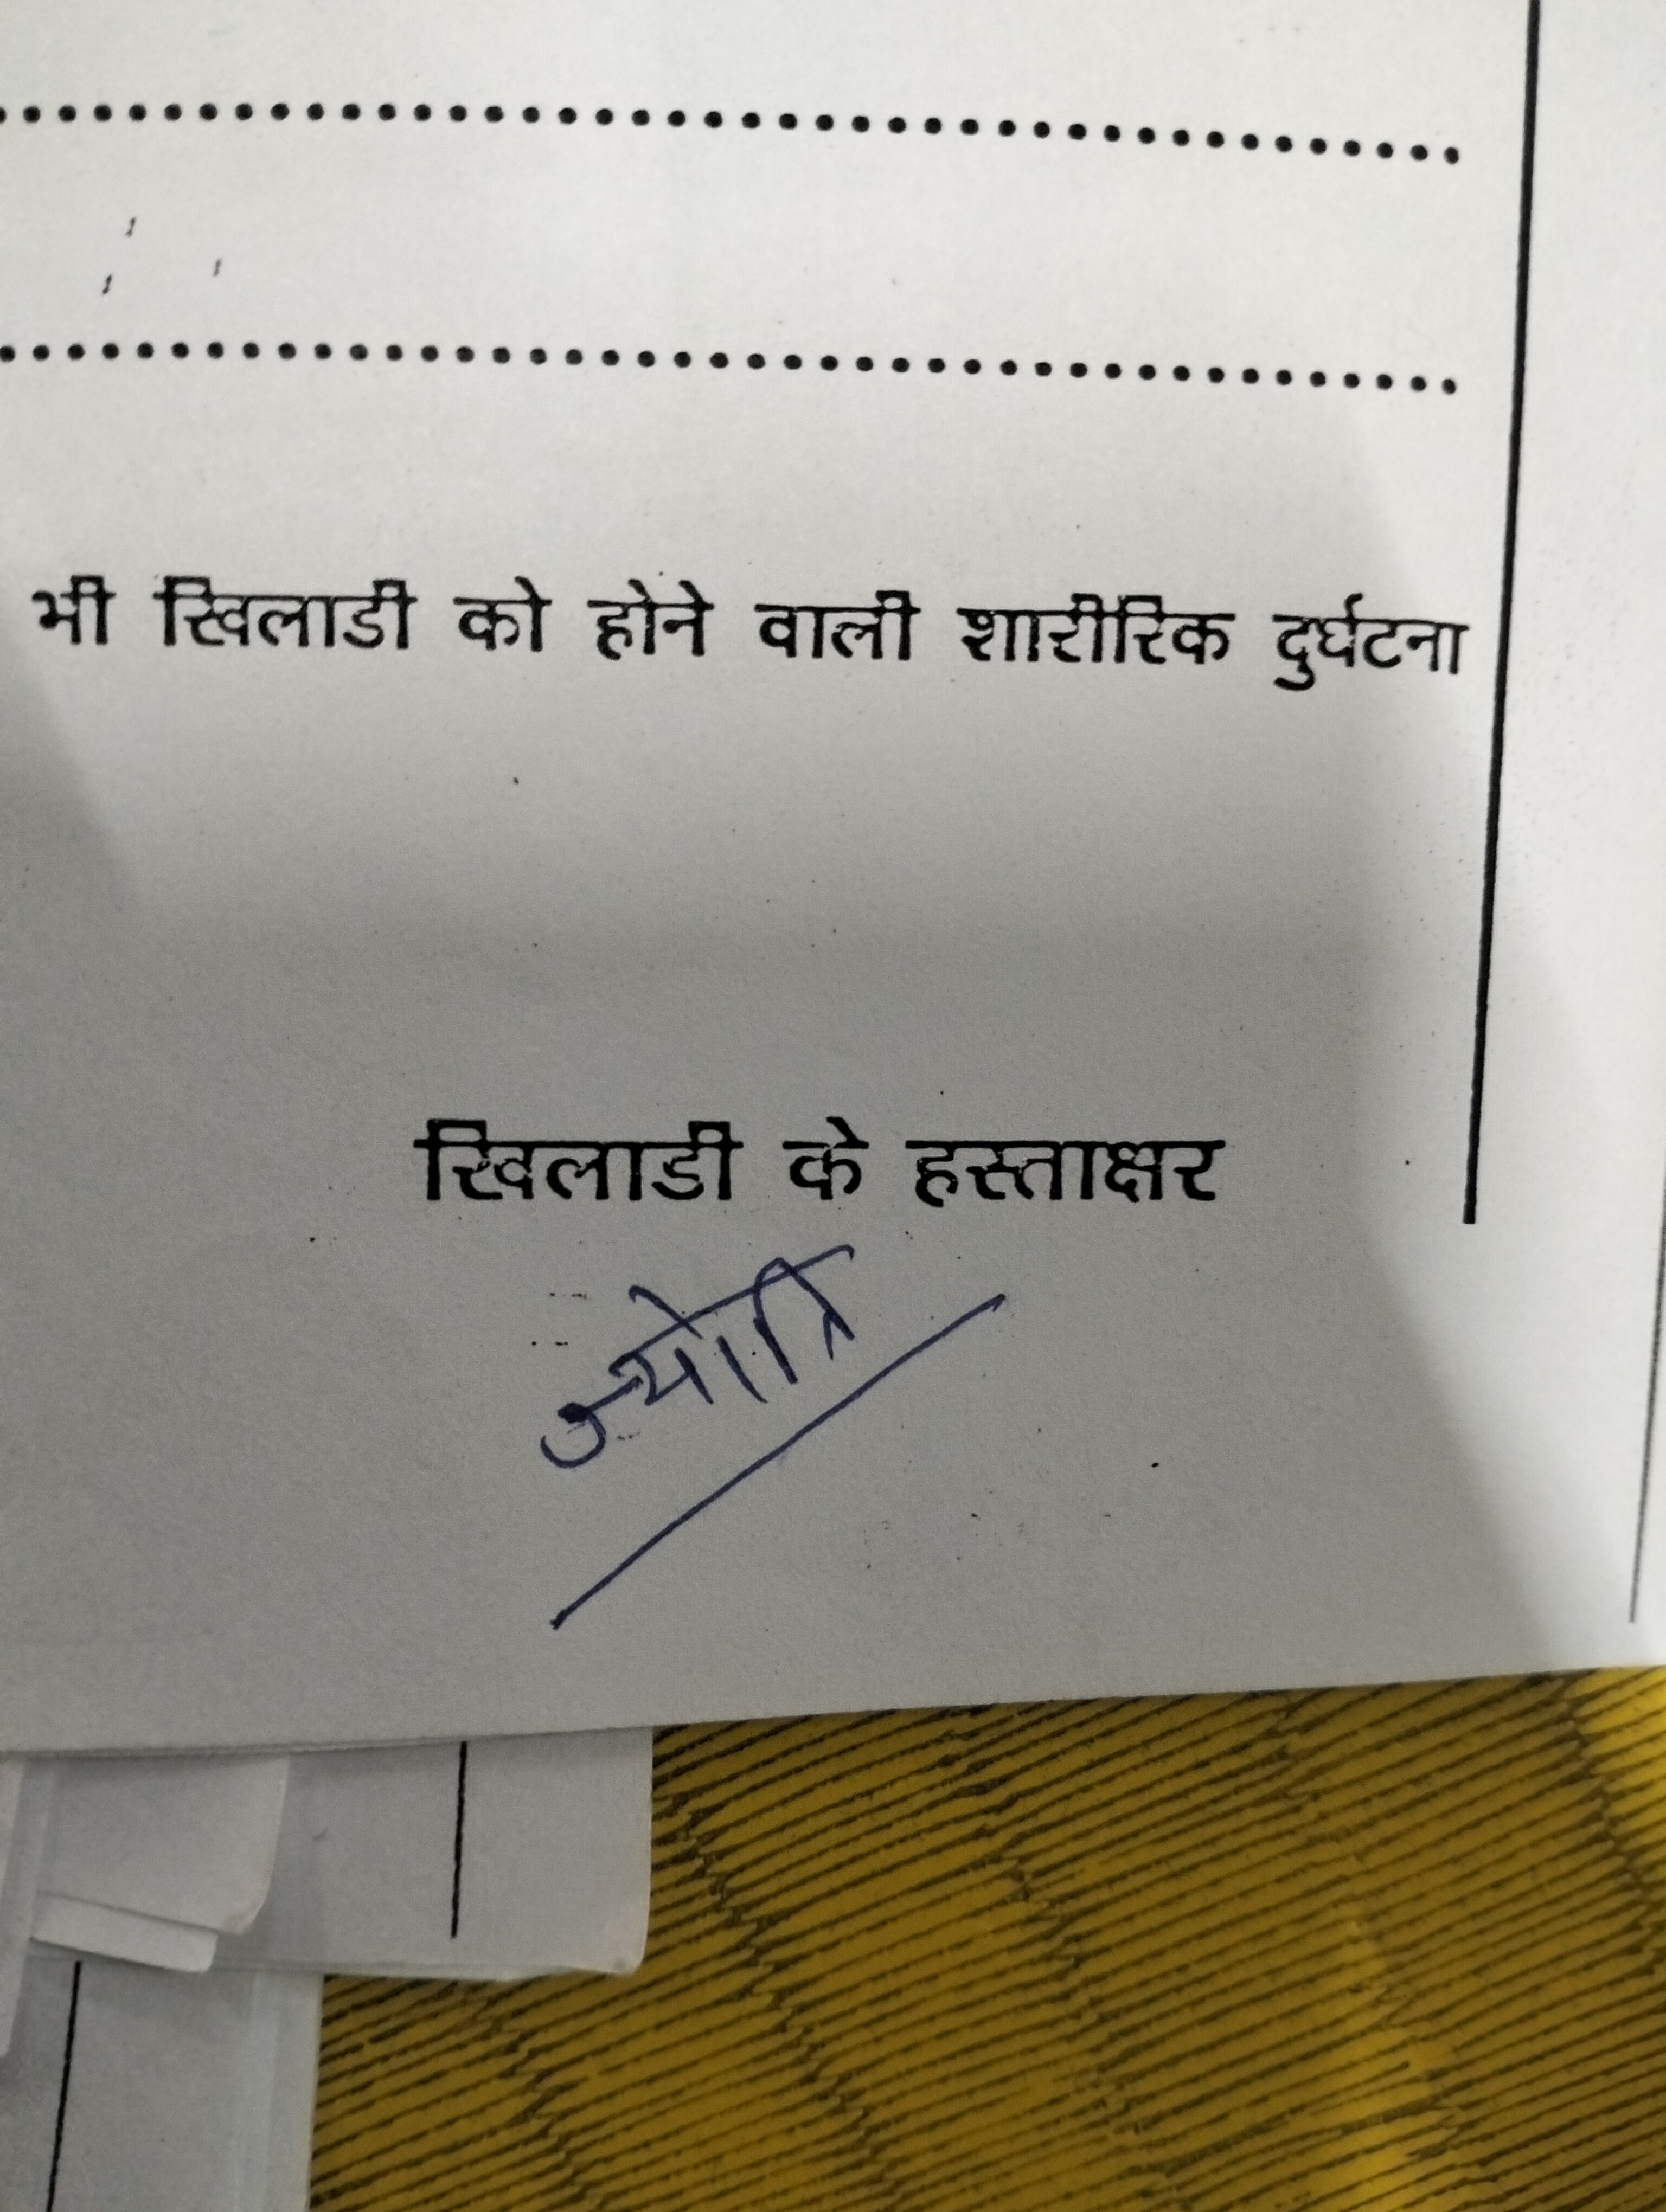 भी खिलाडी को होने वाली शारीरिक दुर्घटना
खिलाडी के हस्ताक्षर
ज्योति